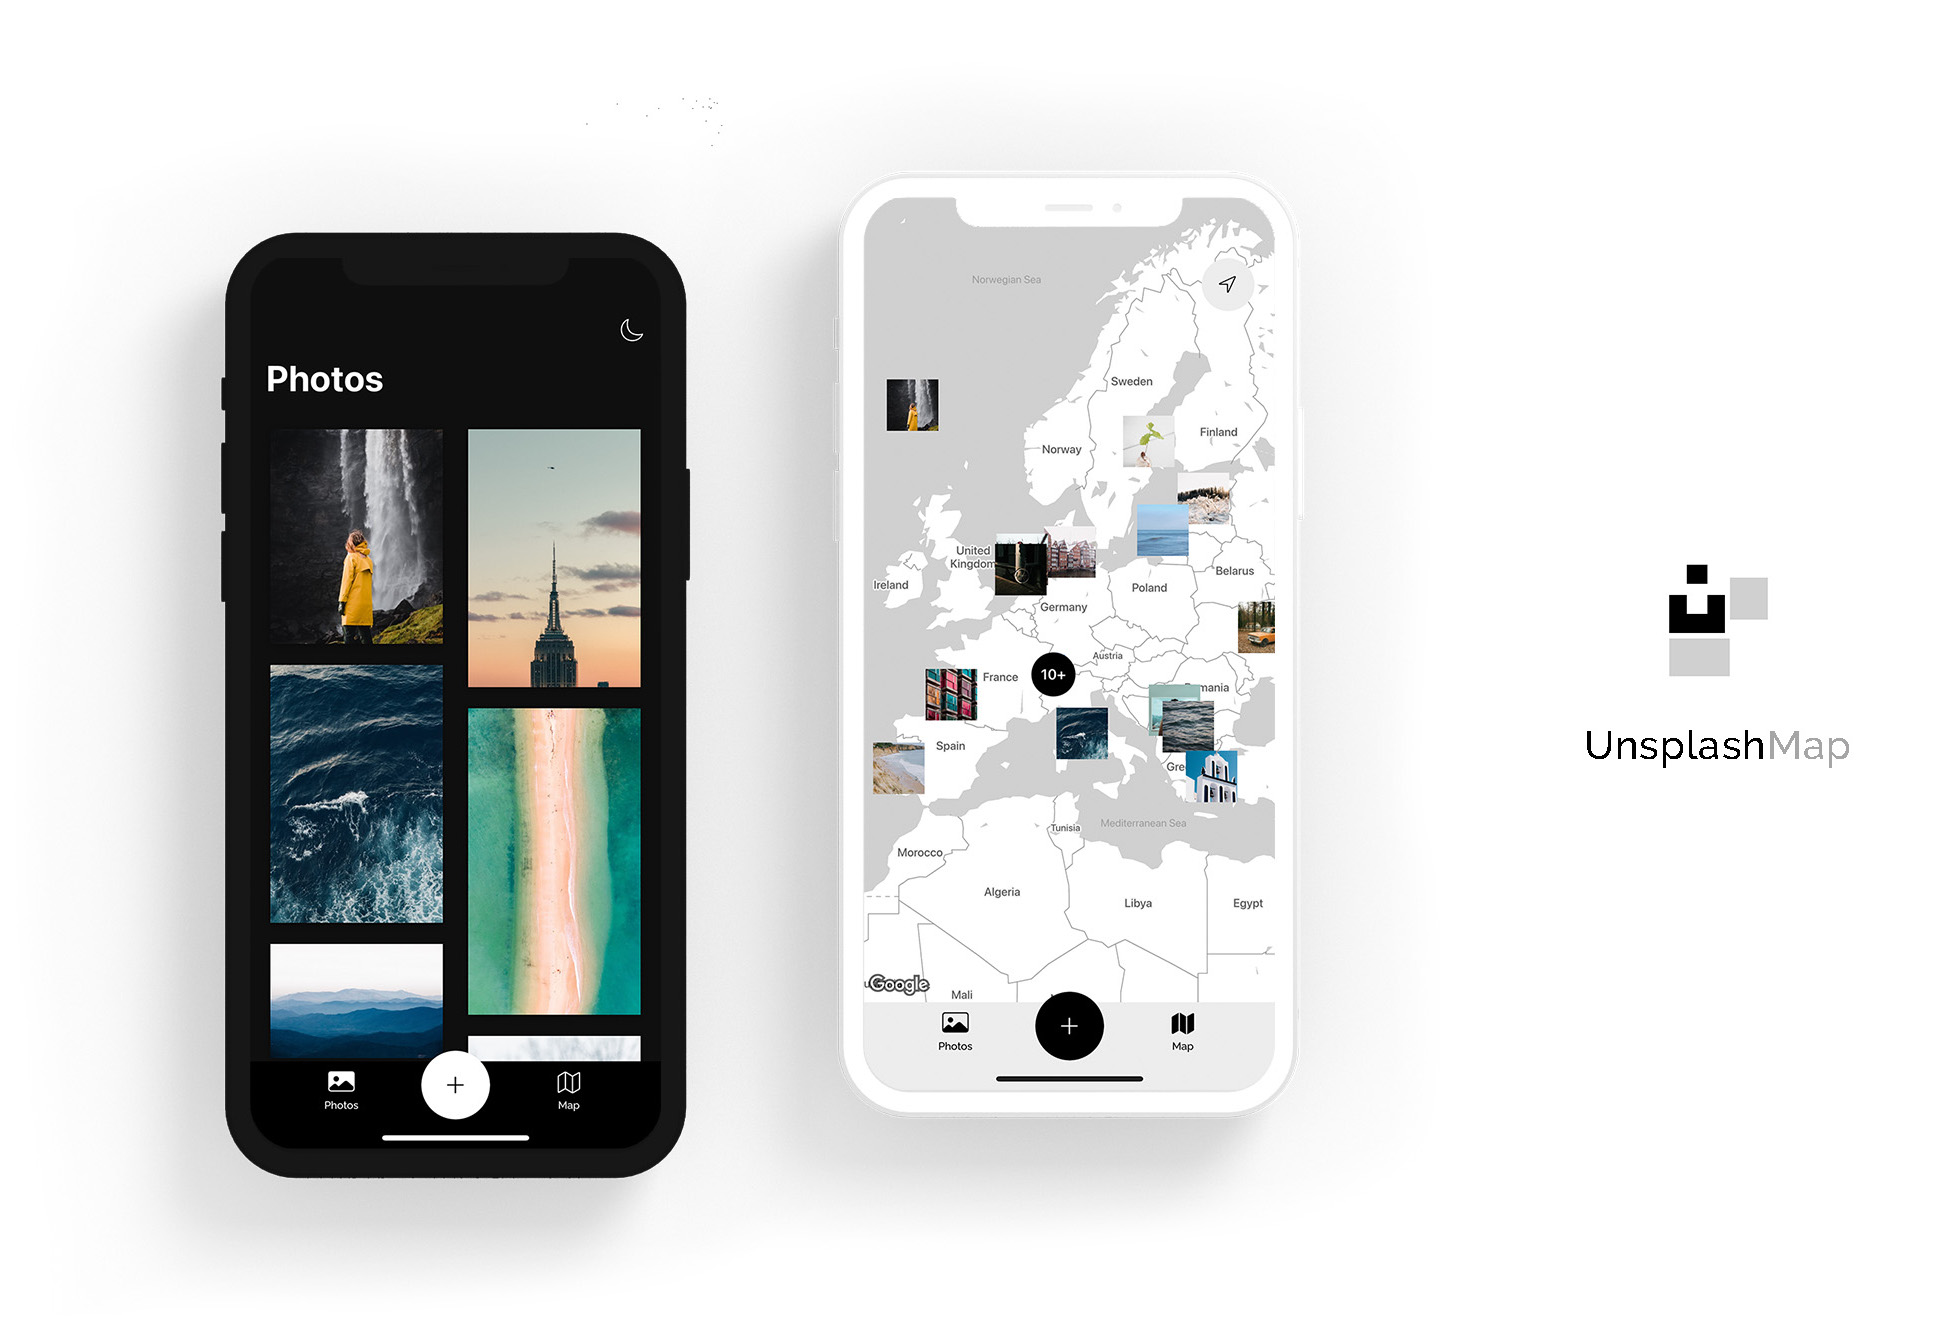 Photos
Photos
Map
Norwegian Sea
Sweden
Finland
Norway
United
Kingdom
Ireland
Belarus
Poland
Germany
Austria
France
10+
mania
Spain
Gre
Mediterranean Sea
Tunisia
Morocco
Algeria
Libya
Egypt
Google
Mali
Photos
Map
UnsplashMap